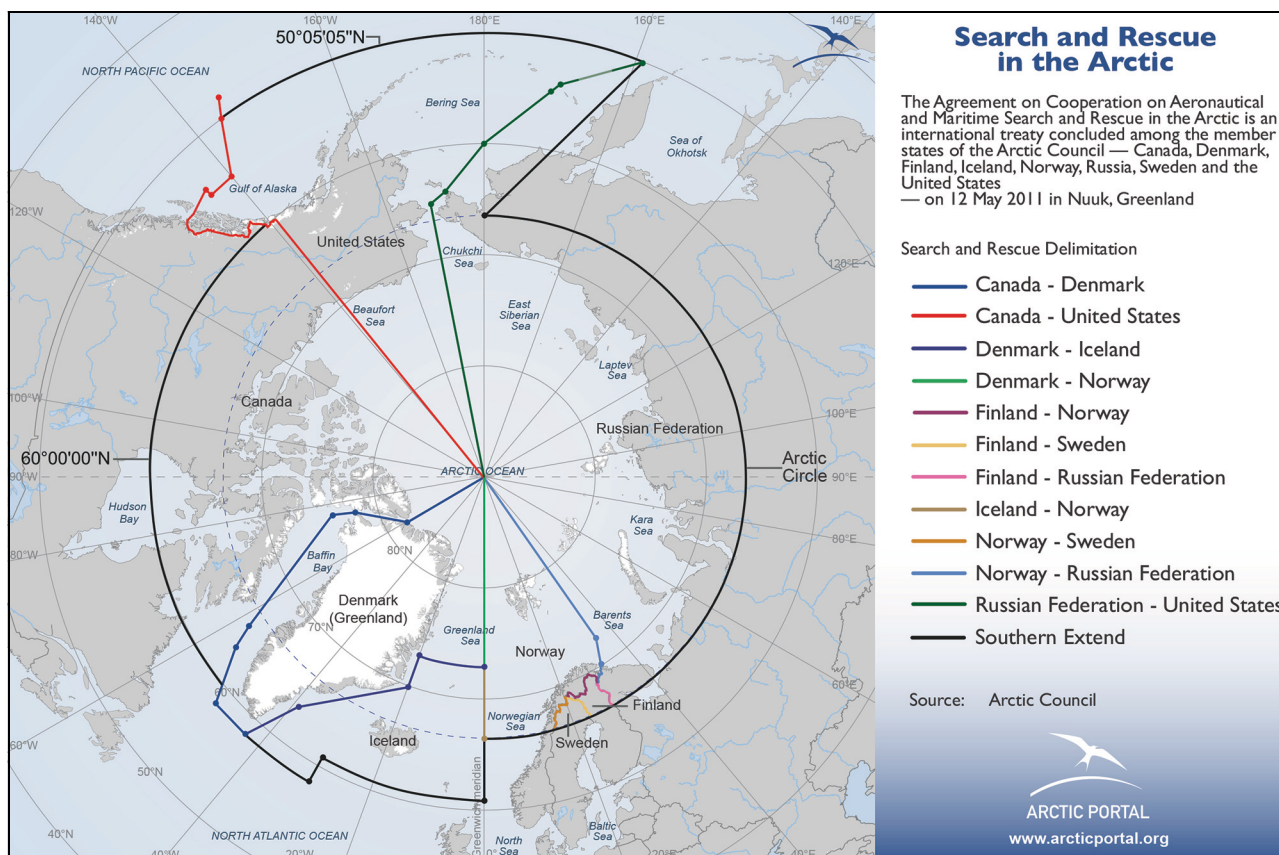 140°W
160°W
180°E
160°E
140°E
50°05'05"N
NORTH PACIFIC OCEAN
Bering Sea
Sea of
Okhotsk
Gulf of Alaska
120°W
United States
Chukchi
Sea
120°E
Beaufort
Sea
East
Siberian
Sea
Laptev
Sea
100°W
Canada
Russian Federation
100°E
60°00'00"N
ARCTIC OCEAN
Arctic
Circle
90°W
90°E
Hudson
Bay
Kara
Sea
80°W
80°N
80°E
Baffin
Bay
Denmark
(Greenland)
70°N
Greenland
Sea
Barents
Sea
Norway
60°N
60°E
Finland
Norwegian
Sea
Iceland
Sweden
60°W
50°N
Greenwich meridian
NORTH ATLANTIC OCEAN
North
Sea
Baltic
Sea
40°N
40°W
20°W
0°
20°E
40°E
Search and Rescue
in the Arctic
The Agreement on Cooperation on Aeronautical
and Maritime Search and Rescue in the Arctic is an
international treaty concluded among the member
states of the Arctic Council — Canada, Denmark,
Finland, Iceland, Norway, Russia, Sweden and the
United States
— on 12 May 2011 in Nuuk, Greenland
Search and Rescue Delimitation
Canada - Denmark
Canada - United States
Denmark - Iceland
Denmark - Norway
Finland - Norway
Finland - Sweden
Finland - Russian Federation
Iceland - Norway
Norway - Sweden
Norway - Russian Federation
Russian Federation - United States
Southern Extend
Source: Arctic Council
ARCTIC PORTAL
www.arcticportal.org